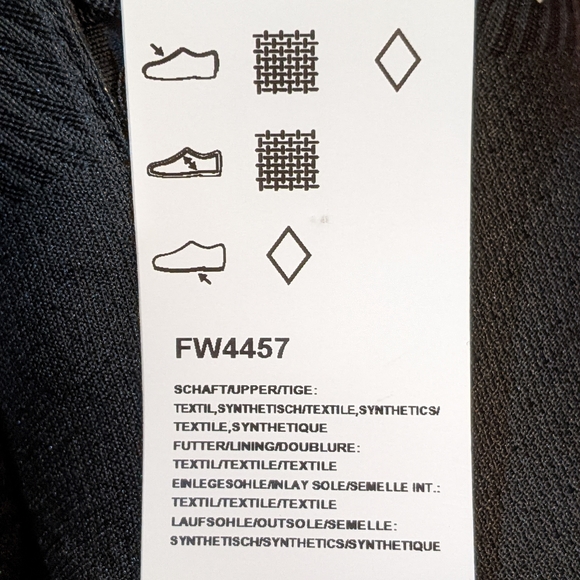 FW4457
SCHAFT/UPPER/TIGE:
TEXTIL,SYNTHETISCH/TEXTILE,SYNTHETICS/
TEXTILE,SYNTHETIQUE
FUTTER/LINING/DOUBLURE:
TEXTIL/TEXTILE/TEXTILE
EINLEGESOHLE/INLAY SOLE/SEMELLE INT.:
TEXTIL/TEXTILE/TEXTILE
LAUFSOHLE/OUTSOLE/SEMELLE:
SYNTHETISCH/SYNTHETICS/SYNTHETIQUE